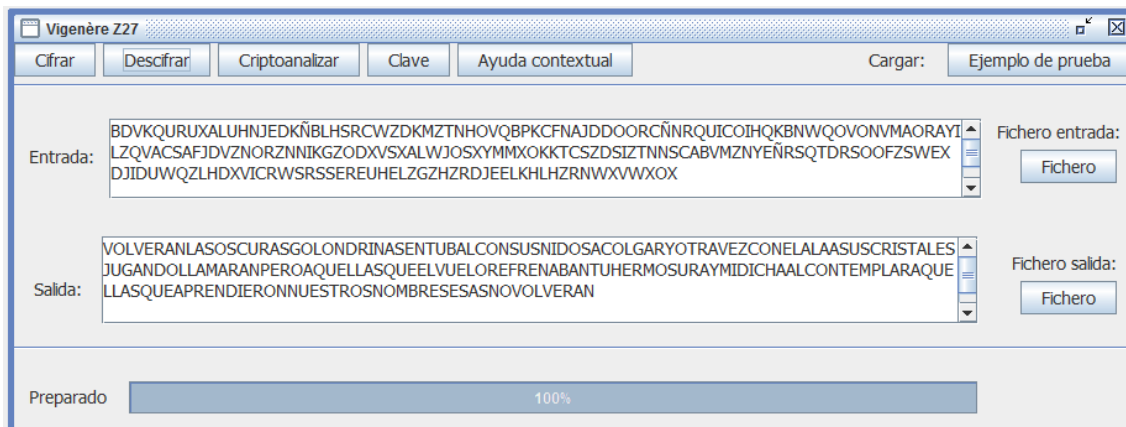 Vigenère Z27
Cifrar Descifrar Criptoanalizar Clave Ayuda contextual Cargar: Ejemplo de prueba
Entrada:
BDVKQURUXALUHNJEDKÑBLHSRCWZDKMZTNHOVQBPKCFNAJDDOORCÑNRQUICOIHQKBNWQOVONVMAORAYI
LZQVACSAFJDVZNORZNNIKGZODXVSXALWJOSXYMMXOKKTCSZDSIZTNNSCABVMZNYEÑRSQTDRSOOFZSWEX
DJIDUWQZLHDXVICRWSRSSEREUHELZGZHZRDJEELKHLHZRNWXVWXOX
Fichero entrada:
Fichero
Salida:
VOLVERANLASOSCURASGOLONDRINASENTUBALCONSUSNIDOSACOLGARYOTRAVEZCONELALAASUSCRISTALES
JUGANDOLLAMARANPEROAQUELLASQUEELVUELOREFRENABANTUHERMOSURAYMIDICHAALCONTEMPLARAQUE
LLASQUEAPRENDIERONNUESTROSNOMBRESESASNOVOLVERAN
Fichero salida:
Fichero
Preparado 100%